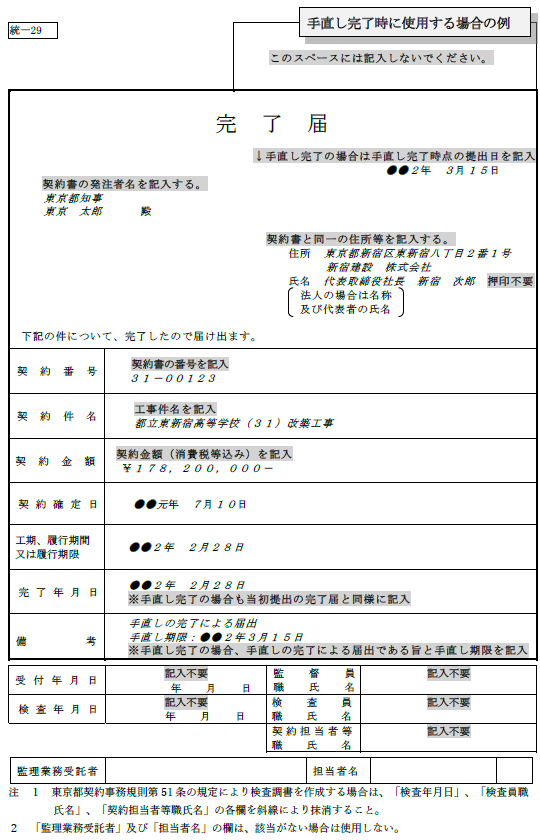 手直し完了時に使用する場合の例
統一29
このスペースには記入しないでください。
完 了 届
↓手直し完了の場合は手直し完了時点の提出日を記入
●●2年 3月15日
契約書の発注者名を記入する。
東京都知事
東京 太郎 殿
契約書と同一の住所等を記入する。
住所 東京都新宿区東新宿八丁目2番1号
新宿建設 株式会社
氏名 代表取締役社長 新宿 次郎 押印不要
法人の場合は名称
及び代表者の氏名
下記の件について、完了したので届け出ます。
契約番号
契約書の番号を記入
31-00123
契約件名
工事件名を記入
都立東新宿高等学校(31)改築工事
契約金額
契約金額(消費税等込み)を記入
¥178,200,000-
契約確定日 ●●元年 7月10日
工期、履行期間
又は履行期限
●●2年 2月28日
完了年月日
●●2年 2月28日
※手直し完了の場合も当初提出の完了届と同様に記入
備考
手直しの完了による届出
手直し期限:●●2年3月15日
※手直し完了の場合、手直しの完了による届出である旨と手直し期限を記入
受付年月日
記入不要
年 月 日
監督員
職氏名
記入不要
検査年月日
記入不要
年 月 日
検査員
職氏名
記入不要
契約担当者等
職氏名
記入不要
監理業務受託者 担当者名
注 1 東京都契約事務規則第51条の規定により検査調書を作成する場合は、「検査年月日」、「検査員職
氏名」、「契約担当者等職氏名」の各欄を斜線により抹消すること。
2 「監理業務受託者」及び「担当者名」の欄は、該当がない場合は使用しない。